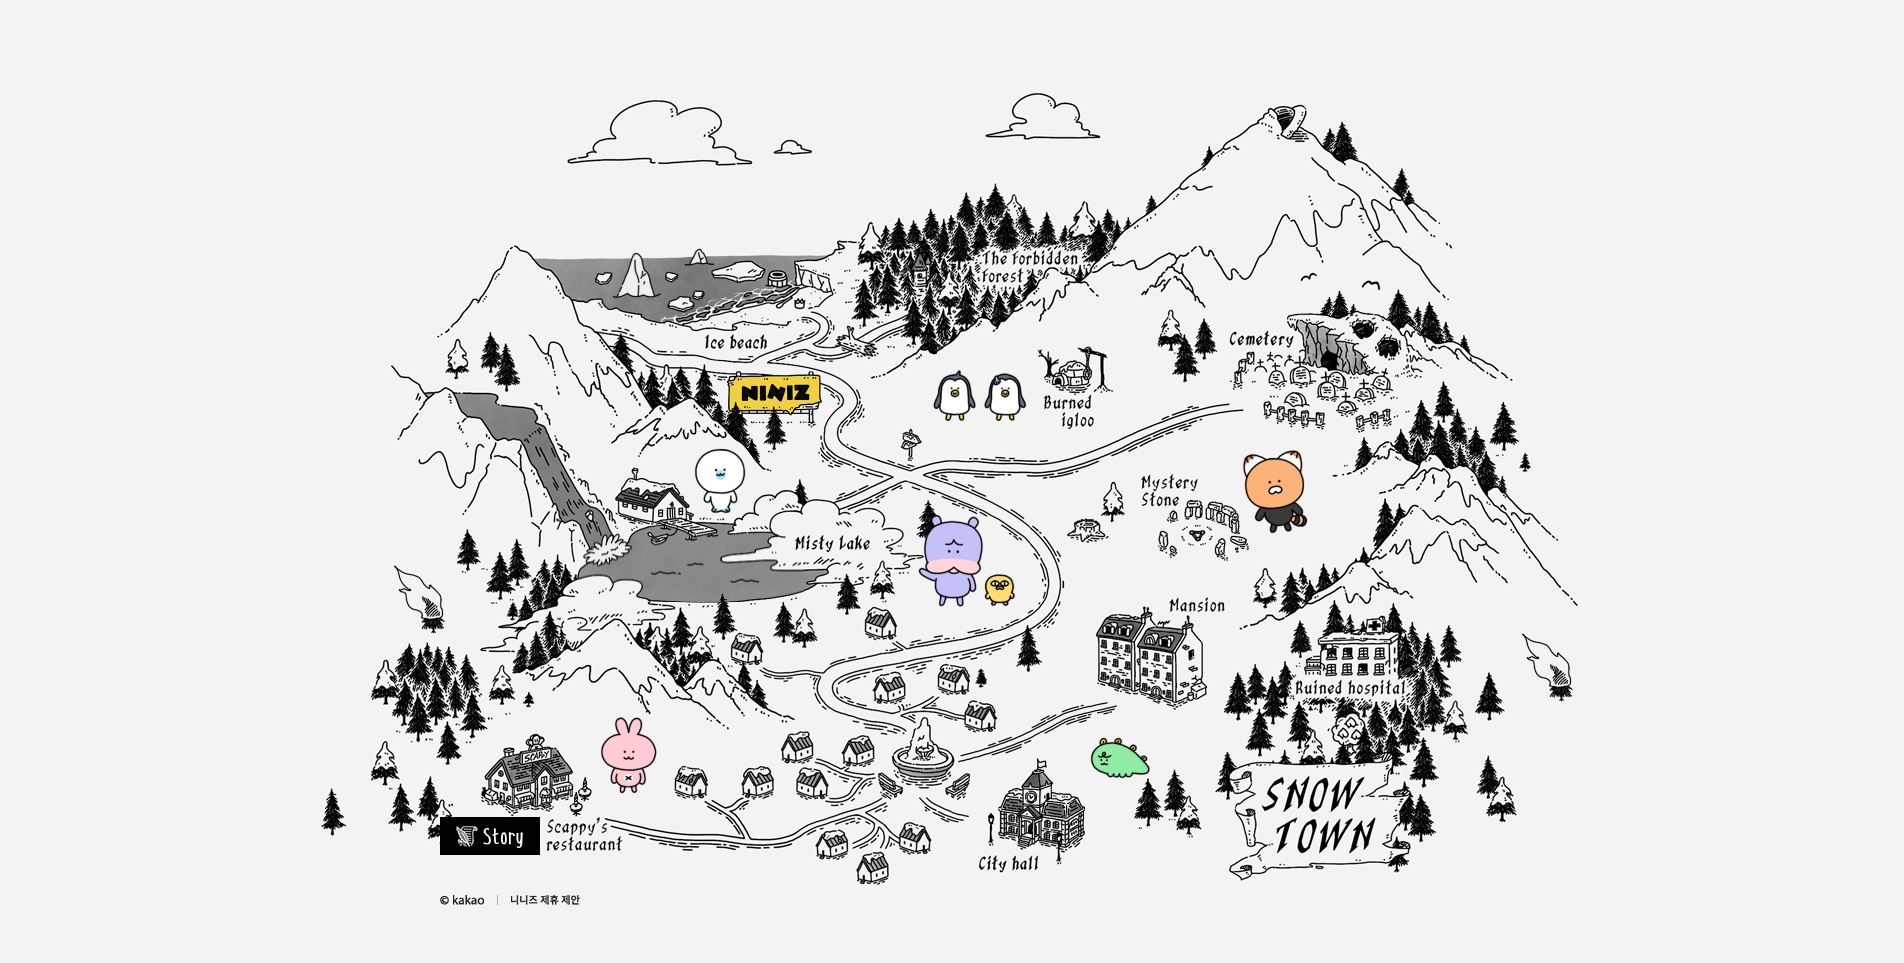 The Forbidden
Forest
Ice beach
Cemetery
NINIZ
Burned
igloo
Mystery
Stone
Misty Lake
Mansion
Ruined hospital
SCAPPY
SNOW
TOWN
Story
Scappy's
restaurant
City hall
© kakao | 니니즈 제휴 제안